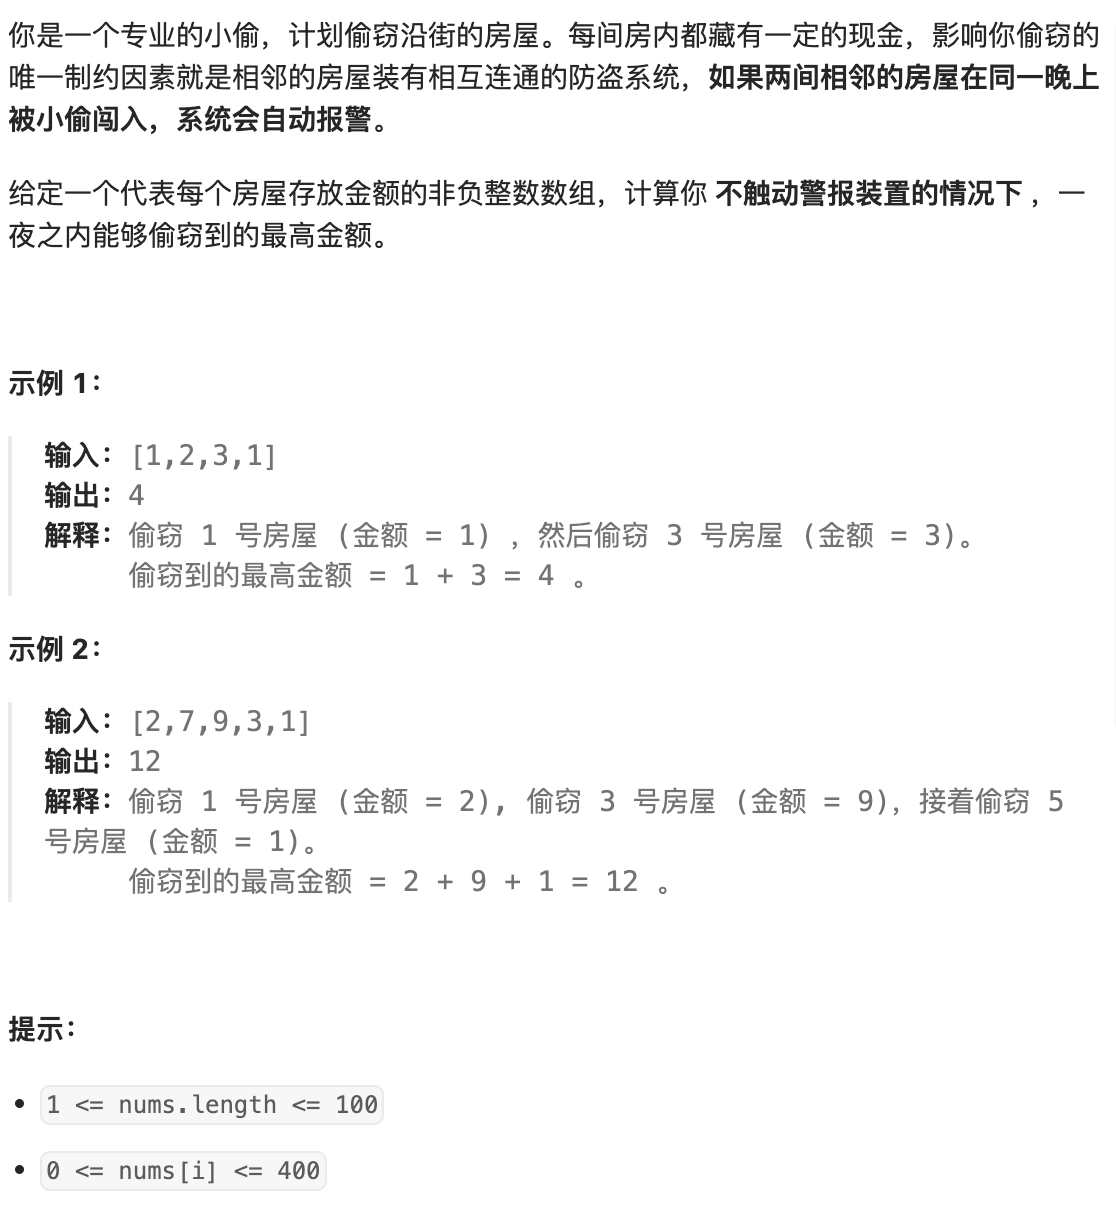 你是一个专业的小偷，计划偷窃沿街的房屋。每间房内都藏有一定的现金，影响你偷窃的
唯一制约因素就是相邻的房屋装有相互连通的防盗系统，如果两间相邻的房屋在同一晚上
被小偷闯入，系统会自动报警。
给定一个代表每个房屋存放金额的非负整数数组，计算你 不触动警报装置的情况下 ，一
夜之内能够偷窃到的最高金额。
示例 1：
输入：[1,2,3,1]
输出：4
解释：偷窃 1 号房屋 (金额 = 1) ，然后偷窃 3 号房屋 (金额 = 3)。
偷窃到的最高金额 = 1 + 3 = 4 。
示例 2：
输入：[2,7,9,3,1]
输出：12
解释：偷窃 1 号房屋 (金额 = 2), 偷窃 3 号房屋 (金额 = 9)，接着偷窃 5
号房屋 (金额 = 1)。
偷窃到的最高金额 = 2 + 9 + 1 = 12 。
提示：
• 1 <= nums.length <= 100
• 0 <= nums[i] <= 400